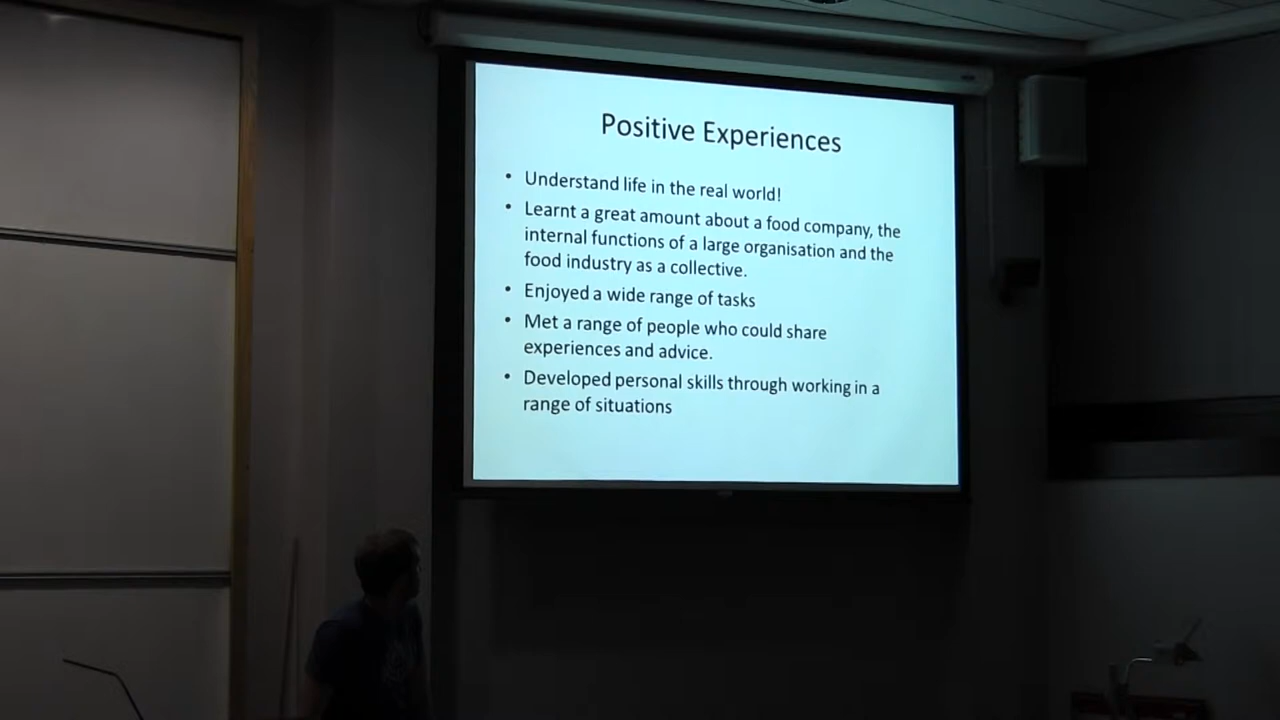 Positive Experiences
• Understand life in the real world!
• Learnt a great amount about a food company, the
internal functions of a large organisation and the
food industry as a collective.
• Enjoyed a wide range of tasks
• Met a range of people who could share
experiences and advice.
• Developed personal skills through working in a
range of situations